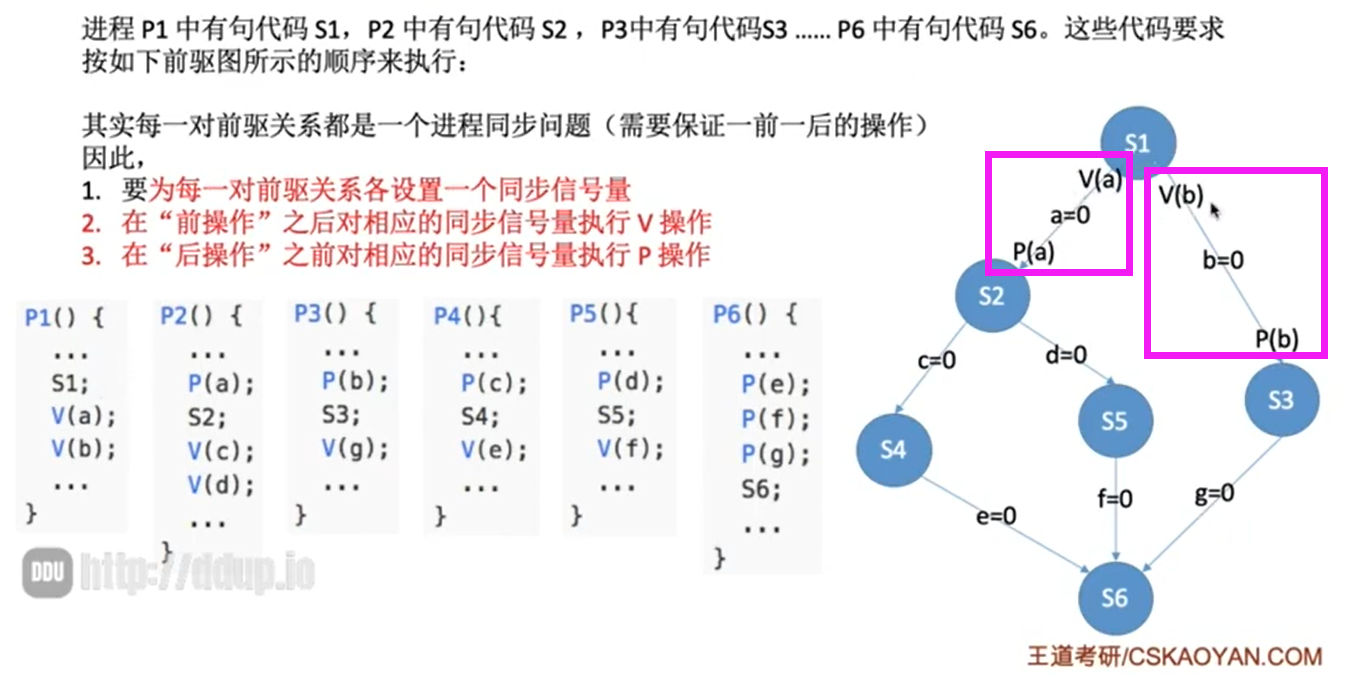 进程 P1 中有句代码 S1，P2 中有句代码 S2 ，P3中有句代码S3 ...... P6 中有句代码 S6。这些代码要求
按如下前驱图所示的顺序来执行：
其实每一对前驱关系都是一个进程同步问题（需要保证一前一后的操作）
因此，
1. 要为每一对前驱关系各设置一个同步信号量
2. 在“前操作”之后对相应的同步信号量执行 V 操作
3. 在“后操作”之前对相应的同步信号量执行 P 操作
P1() {
...
S1;
V(a);
V(b);
...
}
P2() {
...
P(a);
S2;
V(c);
V(d);
...
}
P3() {
...
P(b);
S3;
V(g);
...
}
P4(){
...
P(c);
S4;
V(e);
...
}
P5(){
...
P(d);
S5;
V(f);
...
}
P6() {
...
P(e);
P(f);
P(g);
S6;
...
}
S1
V(a)
V(b)
a=0
P(a)
b=0
S2
P(b)
c=0
d=0
S3
S5
S4
g=0
f=0
e=0
S6
DDU http://ddup.io
王道考研/CSKAOYAN.COM